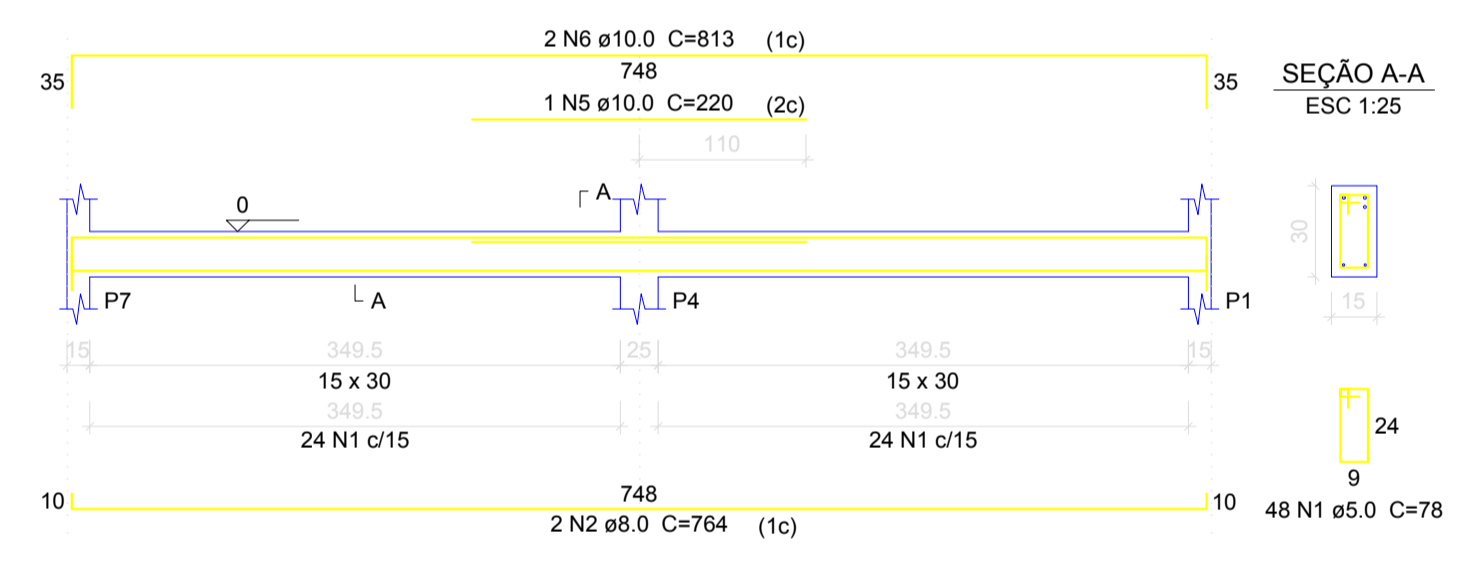 2 N6 ø10.0 C=813 (1c)
35
748
35
SEÇÃO A-A
ESC 1:25
1 N5 ø10.0 C=220 (2c)
110
A
0
30
P7
A
P4
P1
15
15
349.5
25
349.5
15
15 x 30
15 x 30
349.5
349.5
24 N1 c/15
24 N1 c/15
24
9
10
748
10
48 N1 ø5.0 C=78
2 N2 ø8.0 C=764 (1c)